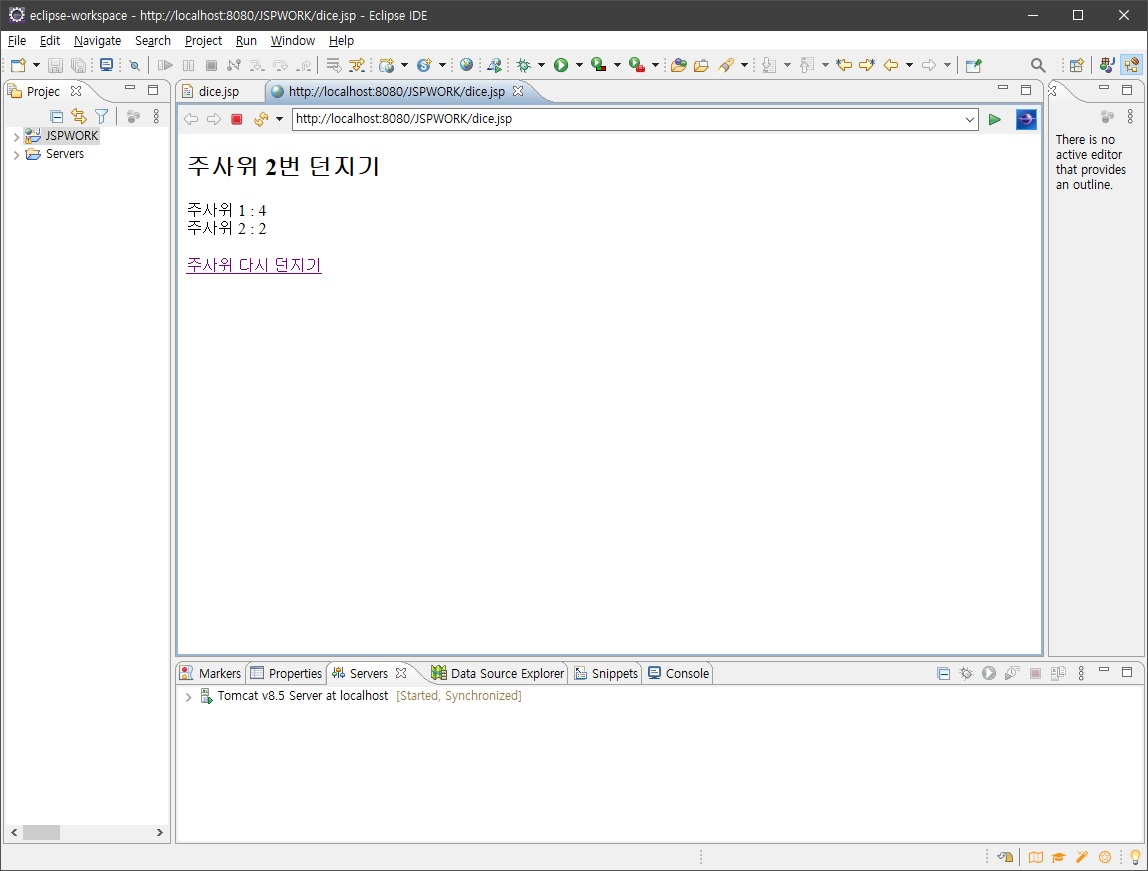 eclipse-workspace - http://localhost:8080/JSPWORK/dice.jsp - Eclipse IDE
File Edit Navigate Search Project Run Window Help
Projec
dice.jsp
http://localhost:8080/JSPWORK/dice.jsp
http://localhost:8080/JSPWORK/dice.jsp
JSPWORK
Servers
주사위 2번 던지기
주사위 1 : 4
주사위 2 : 2
주사위 다시 던지기
There is no
active editor
that provides
an outline.
Markers Properties Servers Data Source Explorer Snippets Console
Tomcat v8.5 Server at localhost [Started, Synchronized]